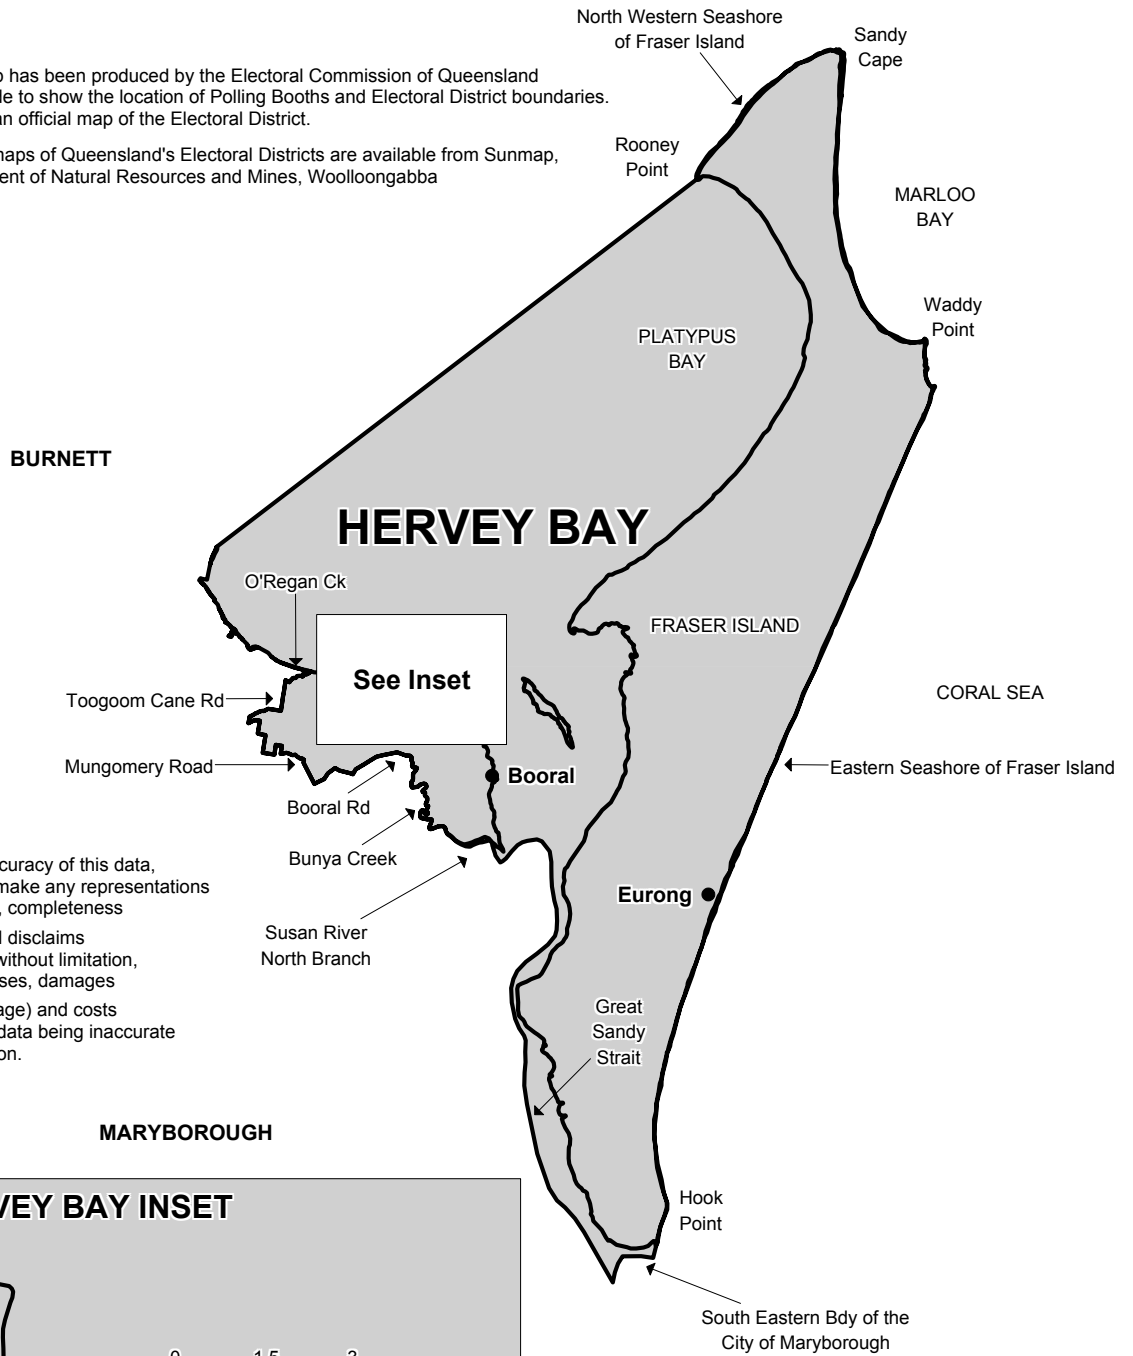 North Western Seashore
of Fraser Island
Sandy
Cape
has been produced by the Electoral Commission of Queensland
to show the location of Polling Booths and Electoral District boundaries.
an official map of the Electoral District.
maps of Queensland's Electoral Districts are available from Sunmap,
ent of Natural Resources and Mines, Woolloongabba
Rooney
Point
MARLOO
BAY
Waddy
Point
PLATYPUS
BAY
BURNETT
HERVEY BAY
O'Regan Ck
FRASER ISLAND
See Inset
Toogoom Cane Rd
CORAL SEA
Mungomery Road
Booral
Eastern Seashore of Fraser Island
Booral Rd
Bunya Creek
curacy of this data,
make any representations
, completeness
disclaims
without limitation,
ses, damages
age) and costs
data being inaccurate
on.
Eurong
Susan River
North Branch
Great
Sandy
Strait
MARYBOROUGH
VEY BAY INSET
Hook
Point
South Eastern Bdy of the
City of Maryborough
0 1.5 3